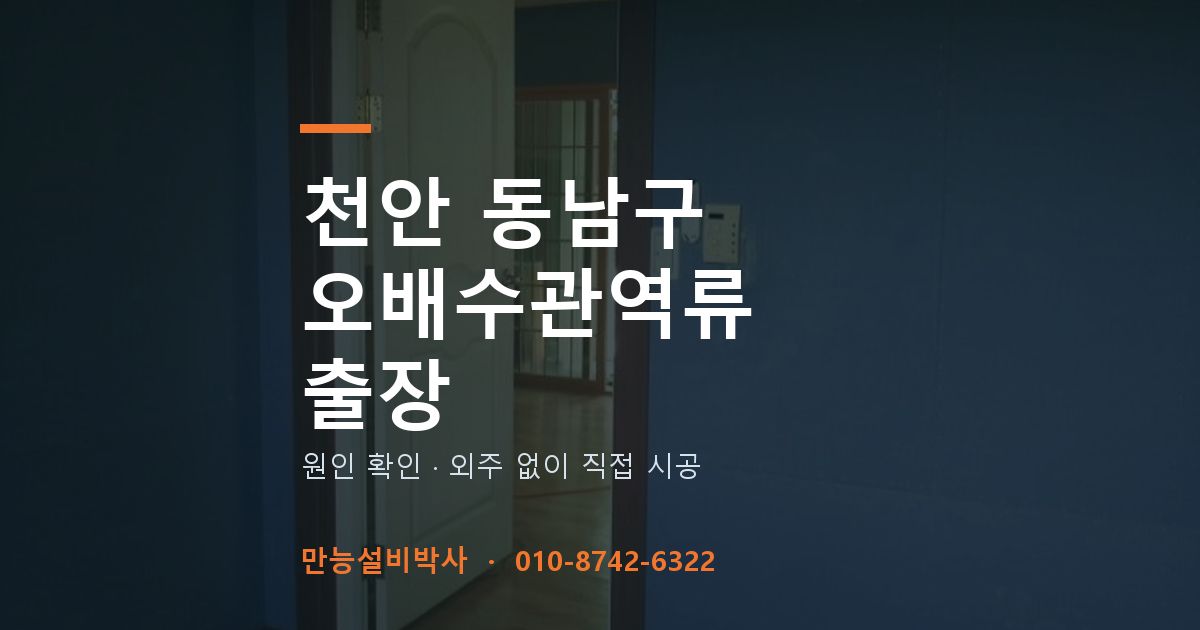 천안 동남구
오배수관역류
출장
원인 확인 · 외주 없이 직접 시공
만능설비박사 · 010-8742-6322